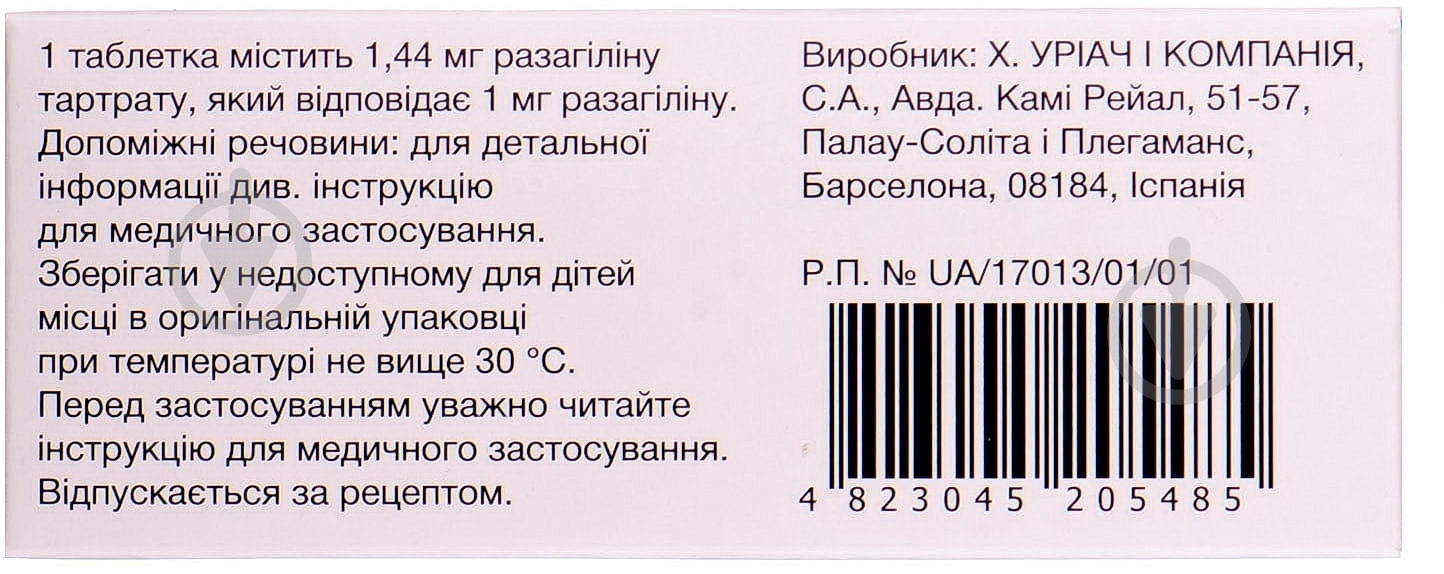 1 таблетка містить 1,44 мг разагіліну
тартрату, який відповідає 1 мг разагіліну.
Допоміжні речовини: для детальної
інформації див. інструкцію
для медичного застосування.
Зберігати у недоступному для дітей
місці в оригінальній упаковці
при температурі не вище 30 °С.
Перед застосуванням уважно читайте
інструкцію для медичного застосування.
Відпускається за рецептом.
Виробник: Х. УРІАЧ І КОМПАНІЯ,
С.А., Авда. Камі Рейал, 51-57,
Палау-Соліта і Плегаманс,
Барселона, 08184, Іспанія
Р.П. № UA/17013/01/01
4 823045 205485